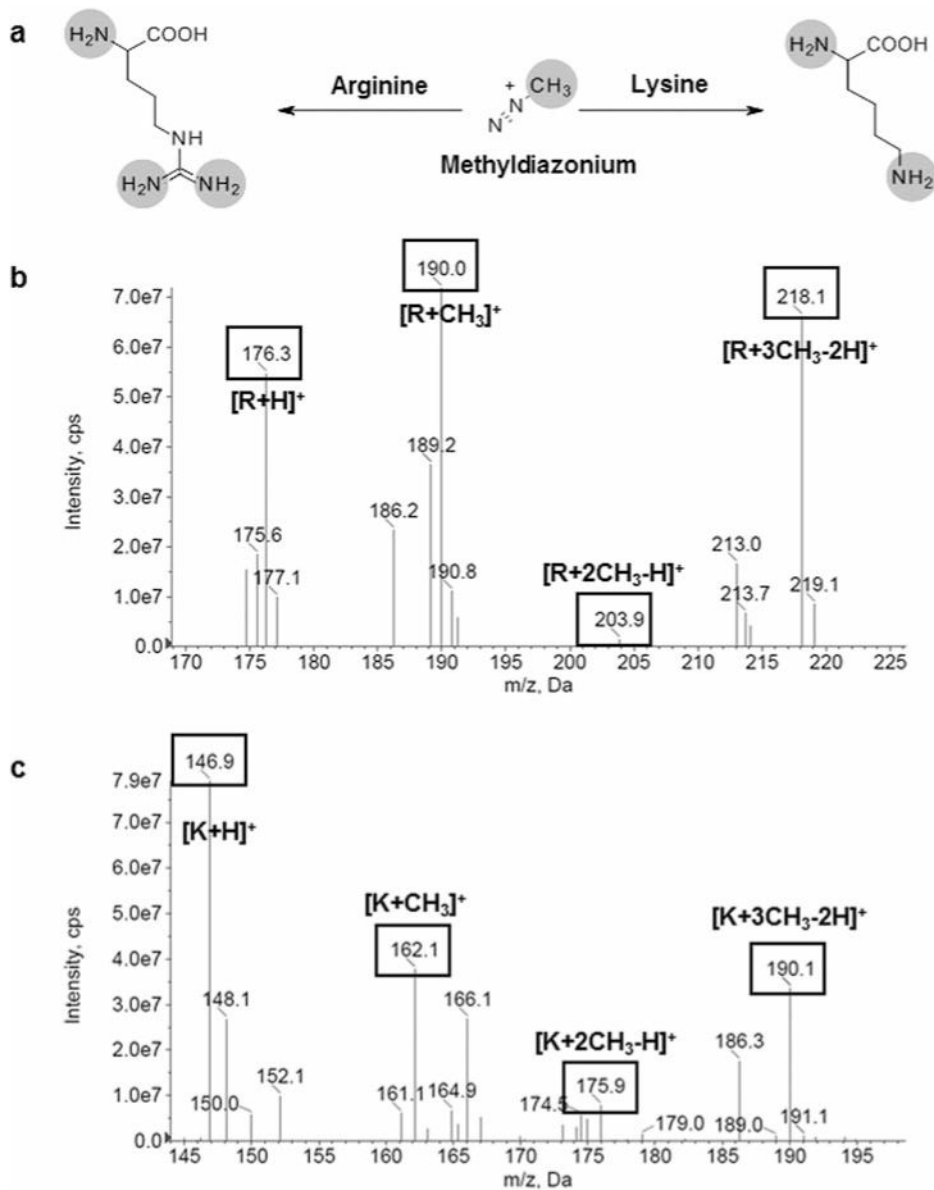 a
H₂N COOH
NH
H₂N NH₂
Arginine
+
CH₃
N
N
Methyldiazonium
Lysine
H₂N COOH
NH₂
b
Intensity, cps
7.0e7
6.0e7
5.0e7
4.0e7
3.0e7
2.0e7
1.0e7
0.0
176.3
[R+H]⁺
175.6
177.1
190.0
[R+CH₃]⁺
189.2
186.2
190.8
[R+2CH₃-H]⁺
203.9
218.1
[R+3CH₃-2H]⁺
213.0
213.7
219.1
170 175 180 185 190 195 200 205 210 215 220 225
m/z, Da
c
Intensity, cps
7.9e7
7.0e7
6.0e7
5.0e7
4.0e7
3.0e7
2.0e7
1.0e7
0.0
146.9
[K+H]⁺
148.1
150.0
152.1
[K+CH₃]⁺
162.1
166.1
161.1
164.9
[K+2CH₃-H]⁺
175.9
174.5
179.0
[K+3CH₃-2H]⁺
190.1
186.3
189.0
191.1
145 150 155 160 165 170 175 180 185 190 195
m/z, Da